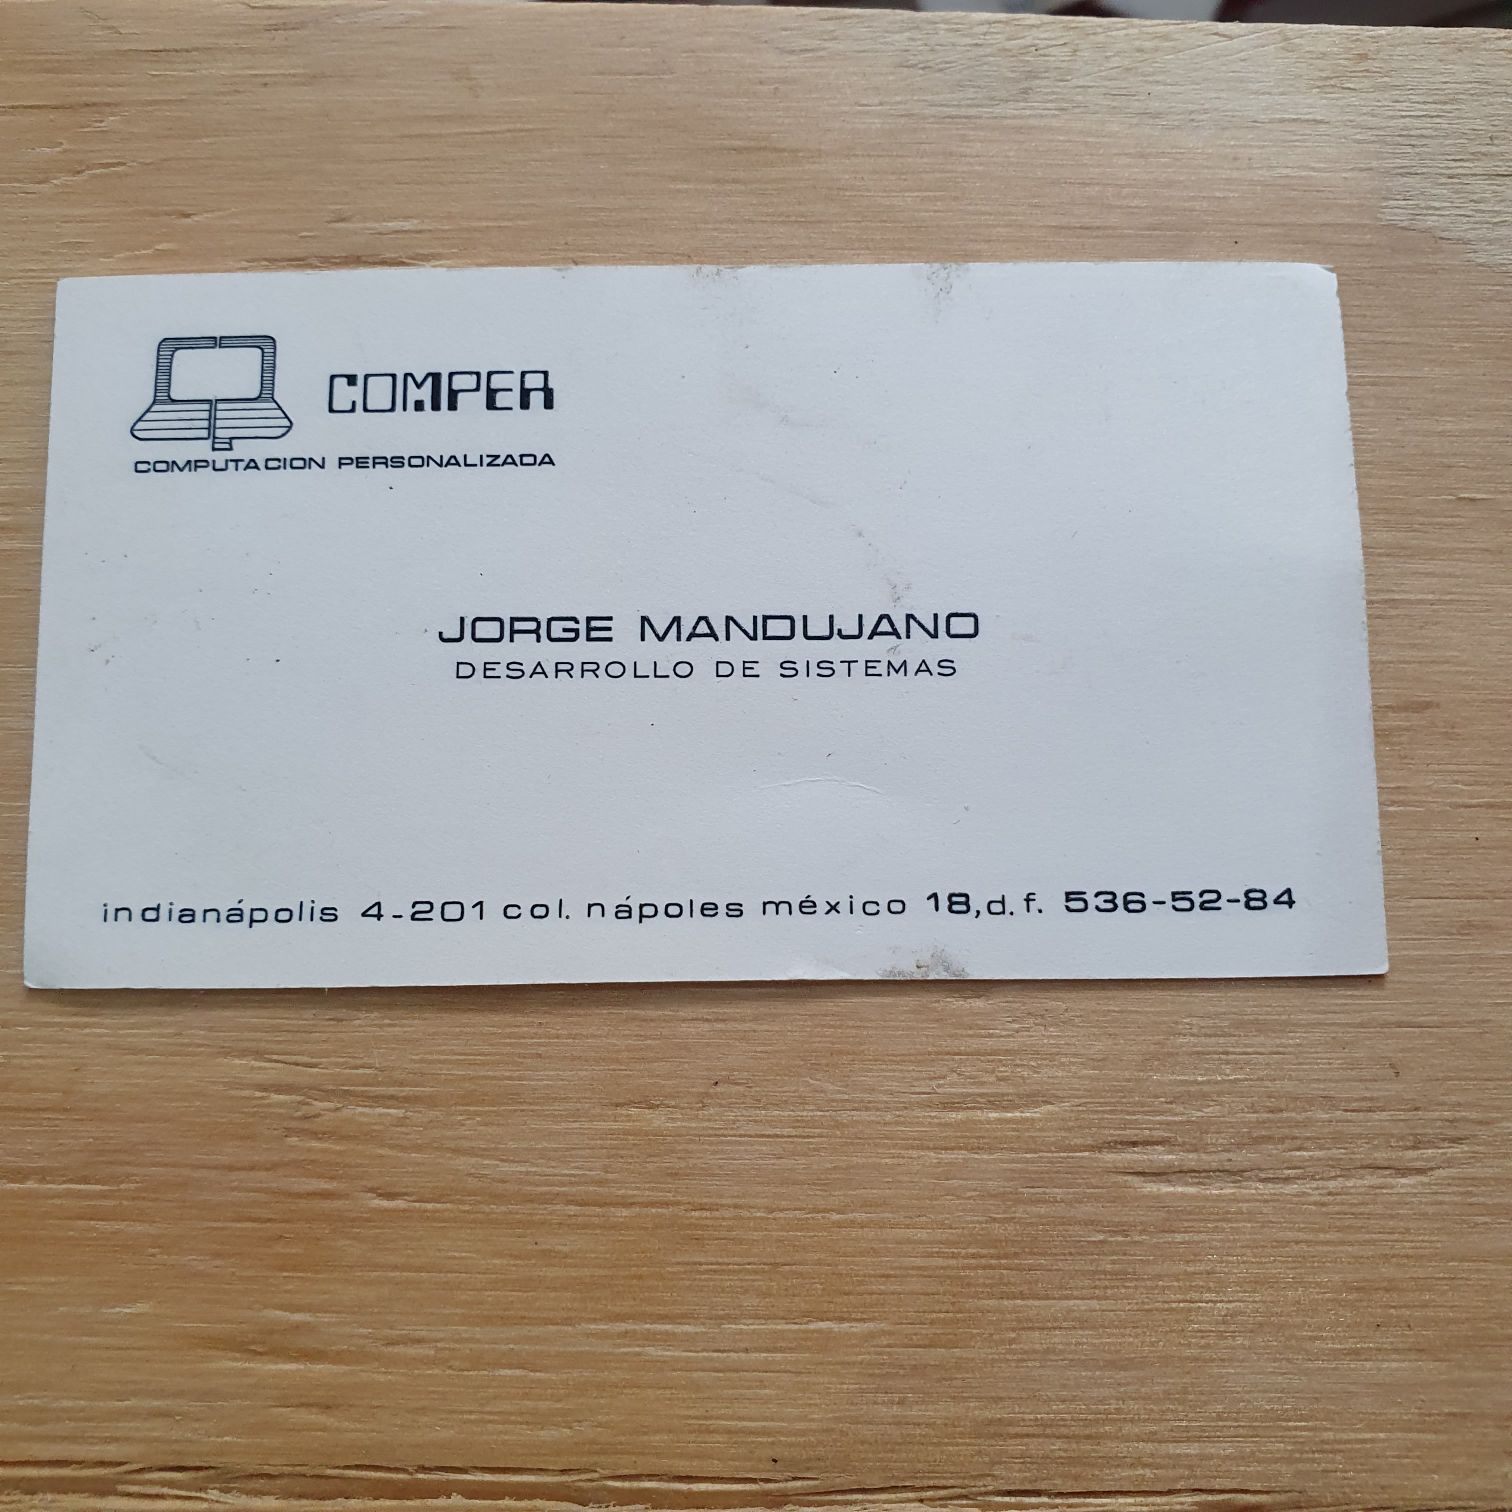 COMPER
COMPUTACION PERSONALIZADA
JORGE MANDUJANO
DESARROLLO DE SISTEMAS
indianápolis 4-201 col. nápoles méxico 18, d.f. 536-52-84